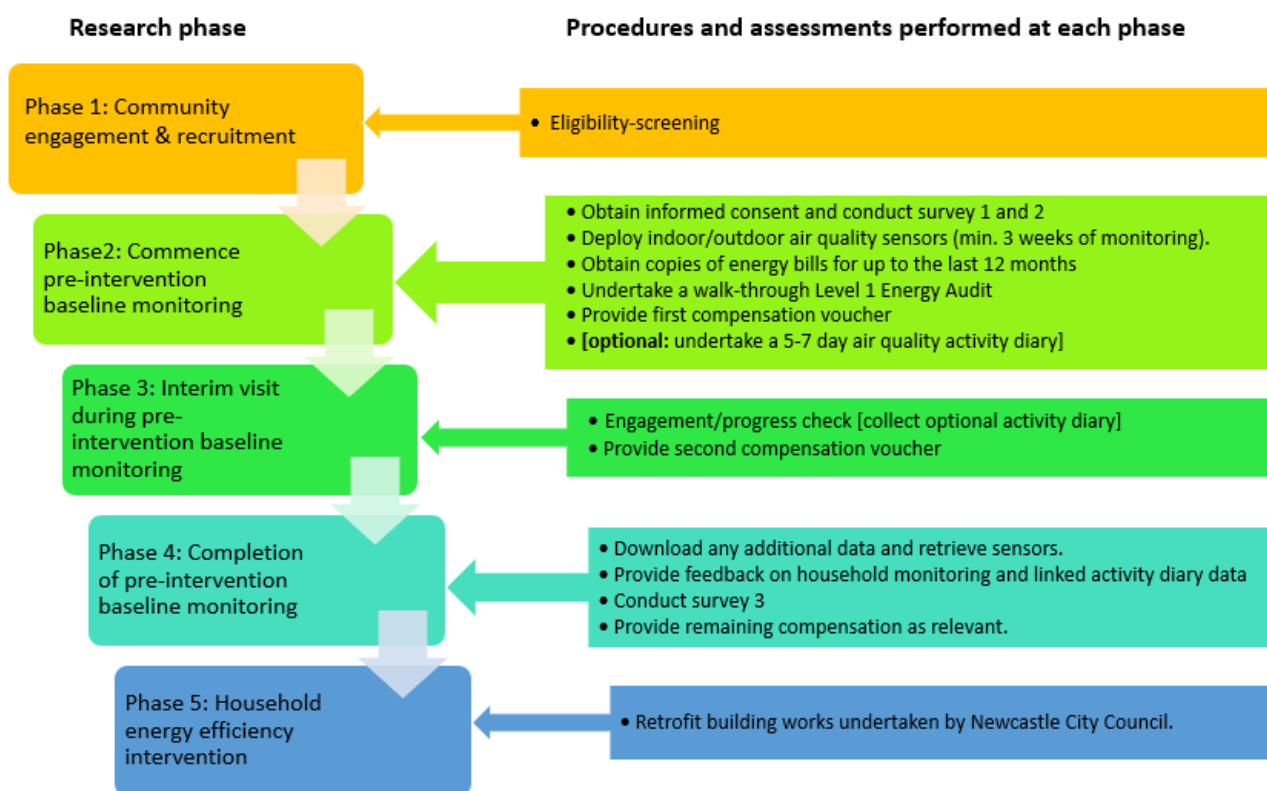 Research phase
Procedures and assessments performed at each phase
Phase 1: Community
engagement & recruitment
• Eligibility-screening
Phase2: Commence
pre-intervention
baseline monitoring
• Obtain informed consent and conduct survey 1 and 2
• Deploy indoor/outdoor air quality sensors (min. 3 weeks of monitoring).
• Obtain copies of energy bills for up to the last 12 months
• Undertake a walk-through Level 1 Energy Audit
• Provide first compensation voucher
• [optional: undertake a 5-7 day air quality activity diary]
Phase 3: Interim visit
during pre-
intervention baseline
monitoring
• Engagement/progress check [collect optional activity diary]
• Provide second compensation voucher
Phase 4: Completion
of pre-intervention
baseline monitoring
• Download any additional data and retrieve sensors.
• Provide feedback on household monitoring and linked activity diary data
• Conduct survey 3
• Provide remaining compensation as relevant.
Phase 5: Household
energy efficiency
intervention
• Retrofit building works undertaken by Newcastle City Council.